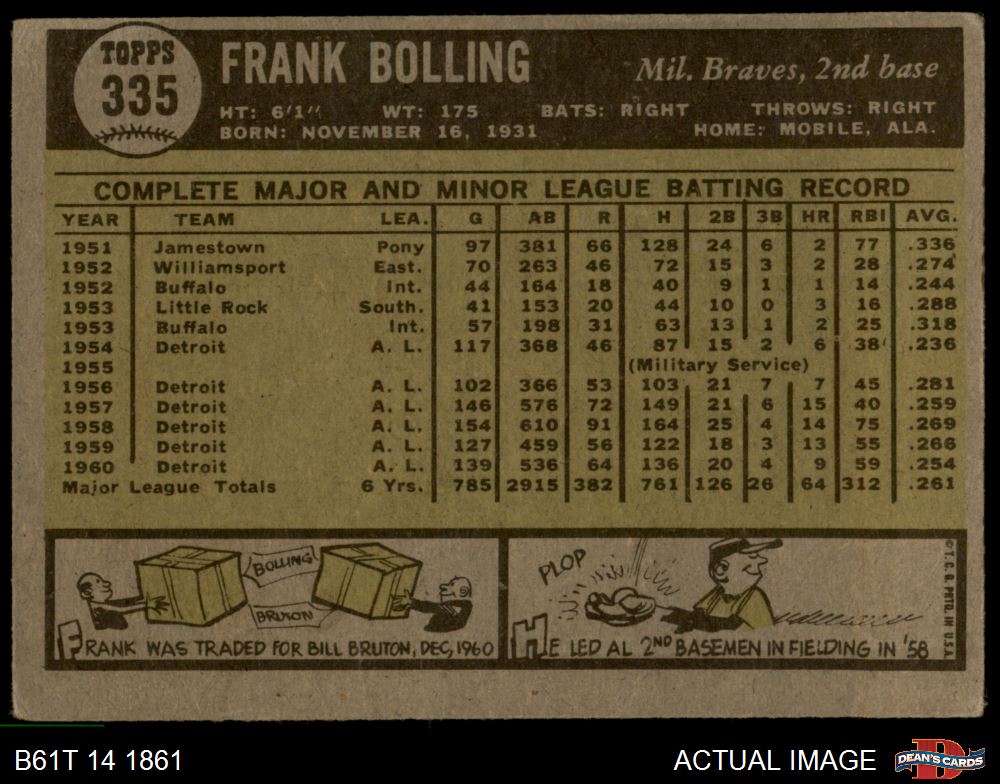 TOPPS
335
FRANK BOLLING
Mil. Braves, 2nd base
HT: 6'1" WT: 175 BATS: RIGHT THROWS: RIGHT
BORN: NOVEMBER 16, 1931 HOME: MOBILE, ALA.
COMPLETE MAJOR AND MINOR LEAGUE BATTING RECORD
YEAR TEAM LEA. G AB R H 2B 3B HR RBI AVG.
1951 Jamestown Pony 97 381 66 128 24 6 2 77 .336
1952 Williamsport East. 70 263 46 72 15 3 2 28 .274
1952 Buffalo Int. 44 164 18 40 9 1 1 14 .244
1953 Little Rock South. 41 153 20 44 10 0 3 16 .288
1953 Buffalo Int. 57 198 31 63 13 1 2 25 .318
1954 Detroit A. L. 117 368 46 87 15 2 6 38 .236
1955 (Military Service)
1956 Detroit A. L. 102 366 53 103 21 7 7 45 .281
1957 Detroit A. L. 146 576 72 149 21 6 15 40 .259
1958 Detroit A. L. 154 610 91 164 25 4 14 75 .269
1959 Detroit A. L. 127 459 56 122 18 3 13 55 .266
1960 Detroit A. L. 139 536 64 136 20 4 9 59 .254
Major League Totals 6 Yrs. 785 2915 382 761 126 26 64 312 .261
BOLLING
BRUTON
FRANK WAS TRADED FOR BILL BRUTON, DEC, 1960
PLOP
HE LED AL 2ND BASEMEN IN FIELDING IN '58
© T. C. G. PRTD. IN U.S.A.
B61T 14 1861
ACTUAL IMAGE
DEAN'S CARDS